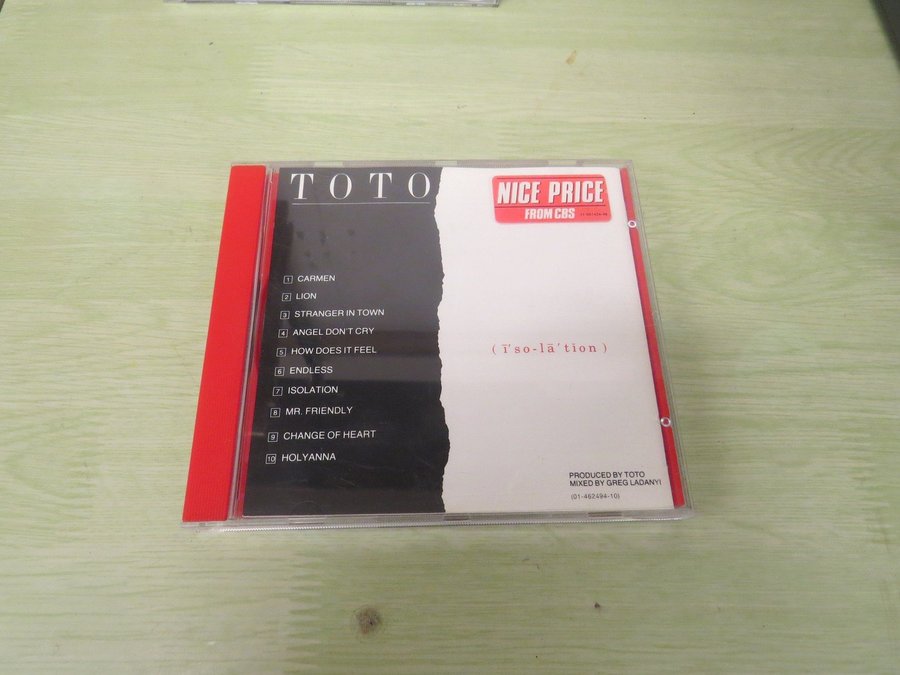 TOTO
NICE PRICE
FROM CBS
1 CARMEN
2 LION
3 STRANGER IN TOWN
4 ANGEL DON'T CRY
5 HOW DOES IT FEEL
6 ENDLESS
7 ISOLATION
8 MR. FRIENDLY
9 CHANGE OF HEART
10 HOLYANNA
(ī′so-lā′tion)
PRODUCED BY TOTO
MIXED BY GREG LADANYI
(01-462494-10)